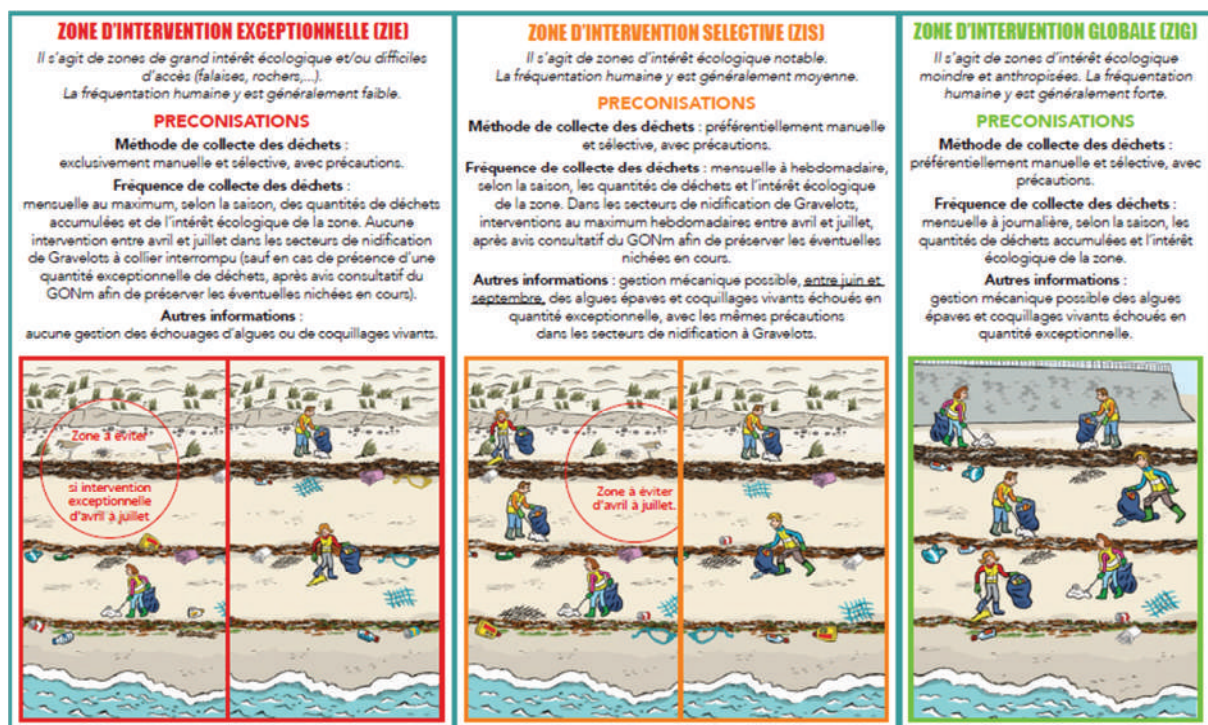 ZONE D'INTERVENTION EXCEPTIONNELLE (ZIE)
Il s'agit de zones de grand intérêt écologique et/ou difficiles
d'accès (falaises, rochers,...).
La fréquentation humaine y est généralement faible.
PRECONISATIONS
Méthode de collecte des déchets :
exclusivement manuelle et sélective, avec précautions.
Fréquence de collecte des déchets :
mensuelle au maximum, selon la saison, des quantités de déchets
accumulées et de l'intérêt écologique de la zone. Aucune
intervention entre avril et juillet dans les secteurs de nidification
de Gravelots à collier interrompu (sauf en cas de présence d'une
quantité exceptionnelle de déchets, après avis consultatif du
GONm afin de préserver les éventuelles nichées en cours).
Autres informations :
aucune gestion des échouages d'algues ou de coquillages vivants.
Zone à éviter
si intervention
exceptionnelle
d'avril à juillet
ZONE D'INTERVENTION SELECTIVE (ZIS)
Il s'agit de zones d'intérêt écologique notable.
La fréquentation humaine y est généralement moyenne.
PRECONISATIONS
Méthode de collecte des déchets : préférentiellement manuelle
et sélective, avec précautions.
Fréquence de collecte des déchets : mensuelle à hebdomadaire,
selon la saison, les quantités de déchets et l'intérêt écologique
de la zone. Dans les secteurs de nidification de Gravelots,
interventions au maximum hebdomadaires entre avril et juillet,
après avis consultatif du GONm afin de préserver les éventuelles
nichées en cours.
Autres informations : gestion mécanique possible, entre juin et
septembre, des algues épaves et coquillages vivants échoués en
quantité exceptionnelle, avec les mêmes précautions
dans les secteurs de nidification à Gravelots.
Zone à éviter
d'avril à juillet.
ZONE D'INTERVENTION GLOBALE (ZIG)
Il s'agit de zones d'intérêt écologique
moindre et anthropisées. La fréquentation
humaine y est généralement forte.
PRECONISATIONS
Méthode de collecte des déchets :
préférentiellement manuelle et sélective, avec
précautions.
Fréquence de collecte des déchets :
mensuelle à journalière, selon la saison, les
quantités de déchets accumulées et l'intérêt
écologique de la zone.
Autres informations :
gestion mécanique possible des algues
épaves et coquillages vivants échoués en
quantité exceptionnelle.